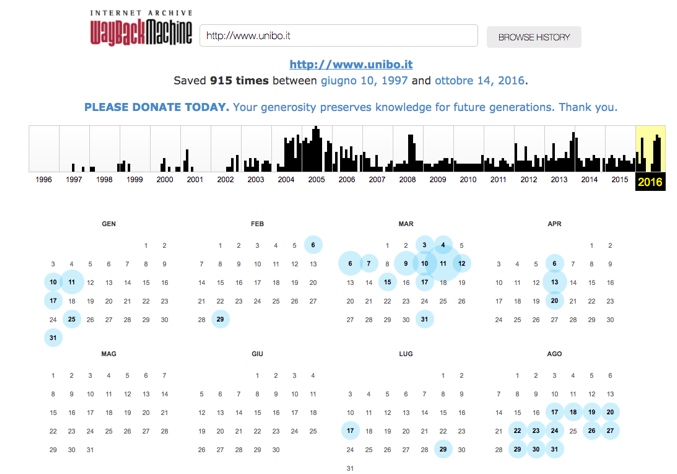 INTERNET ARCHIVE
WayBackMachine
http://www.unibo.it
BROWSE HISTORY
http://www.unibo.it
Saved 915 times between giugno 10, 1997 and ottobre 14, 2016.
PLEASE DONATE TODAY. Your generosity preserves knowledge for future generations. Thank you.
1996 1997 1998 1999 2000 2001 2002 2003 2004 2005 2006 2007 2008 2009 2010 2011 2012 2013 2014 2015 2016
GEN FEB MAR APR
1 2 1 2 3 4 5 6 1 2 3 4 5 1 2
3 4 5 6 7 8 9 7 8 9 10 11 12 13 6 7 8 9 10 11 12 3 4 5 6 7 8 9
10 11 12 13 14 15 16 14 15 16 17 18 19 20 13 14 15 16 17 18 19 10 11 12 13 14 15 16
17 18 19 20 21 22 23 21 22 23 24 25 26 27 20 21 22 23 24 25 26 17 18 19 20 21 22 23
24 25 26 27 28 29 30 28 29 27 28 29 30 31 24 25 26 27 28 29 30
31
MAG GIU LUG AGO
1 2 3 4 5 6 7 1 2 3 4 1 2 1 2 3 4 5 6
8 9 10 11 12 13 14 5 6 7 8 9 10 11 3 4 5 6 7 8 9 7 8 9 10 11 12 13
15 16 17 18 19 20 21 12 13 14 15 16 17 18 10 11 12 13 14 15 16 14 15 16 17 18 19 20
22 23 24 25 26 27 28 19 20 21 22 23 24 25 17 18 19 20 21 22 23 21 22 23 24 25 26 27
29 30 31 26 27 28 29 30 24 25 26 27 28 29 30 28 29 30 31
31